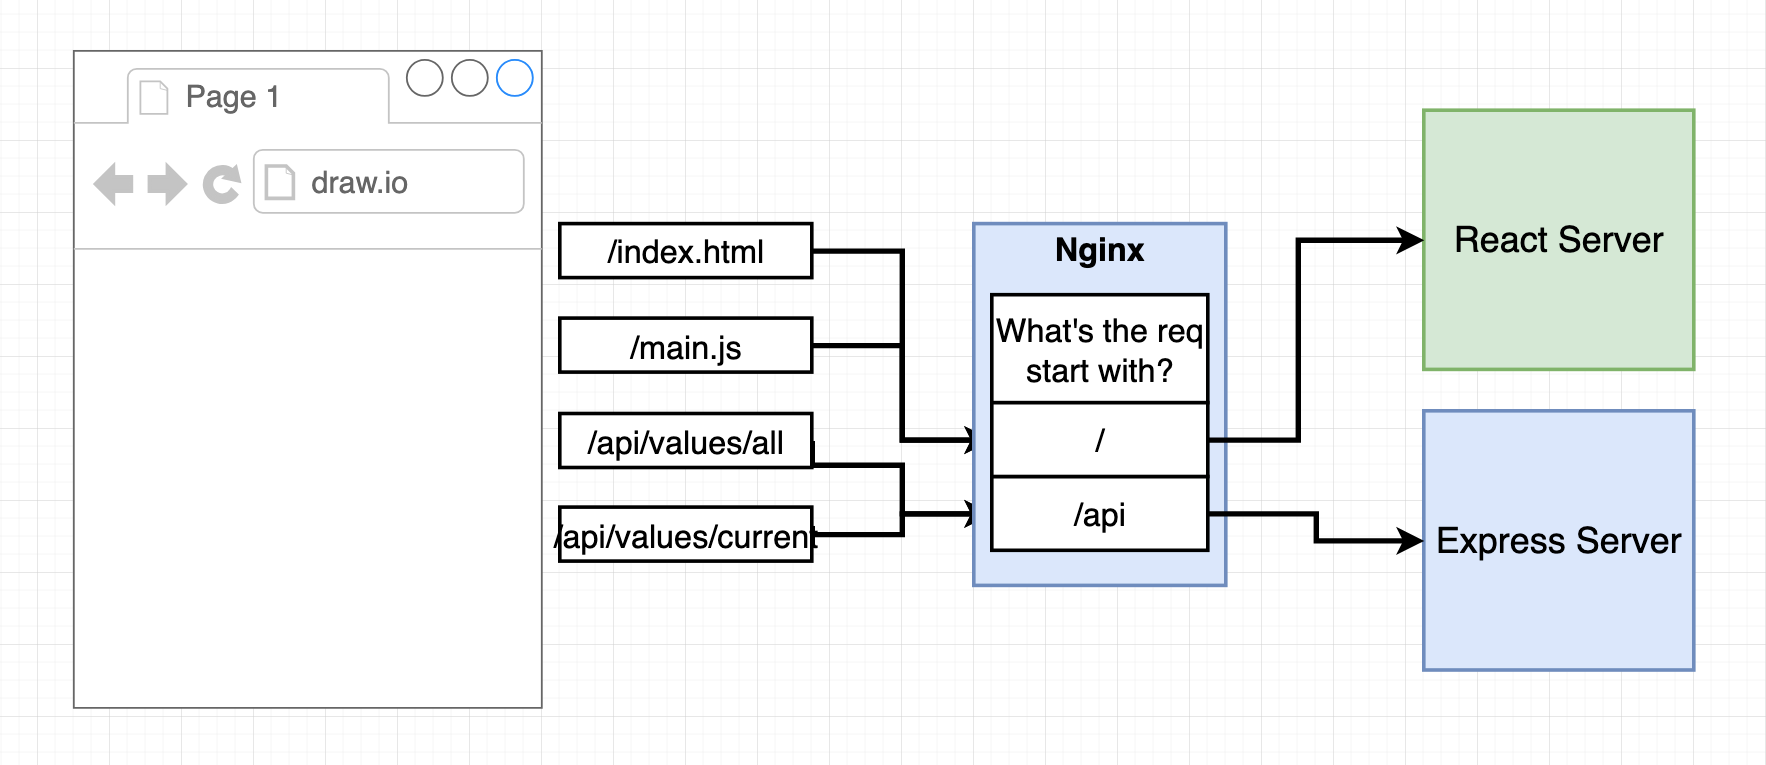 Page 1
draw.io
/index.html
/main.js
/api/values/all
/api/values/current
Nginx
What's the req
start with?
/
/api
React Server
Express Server